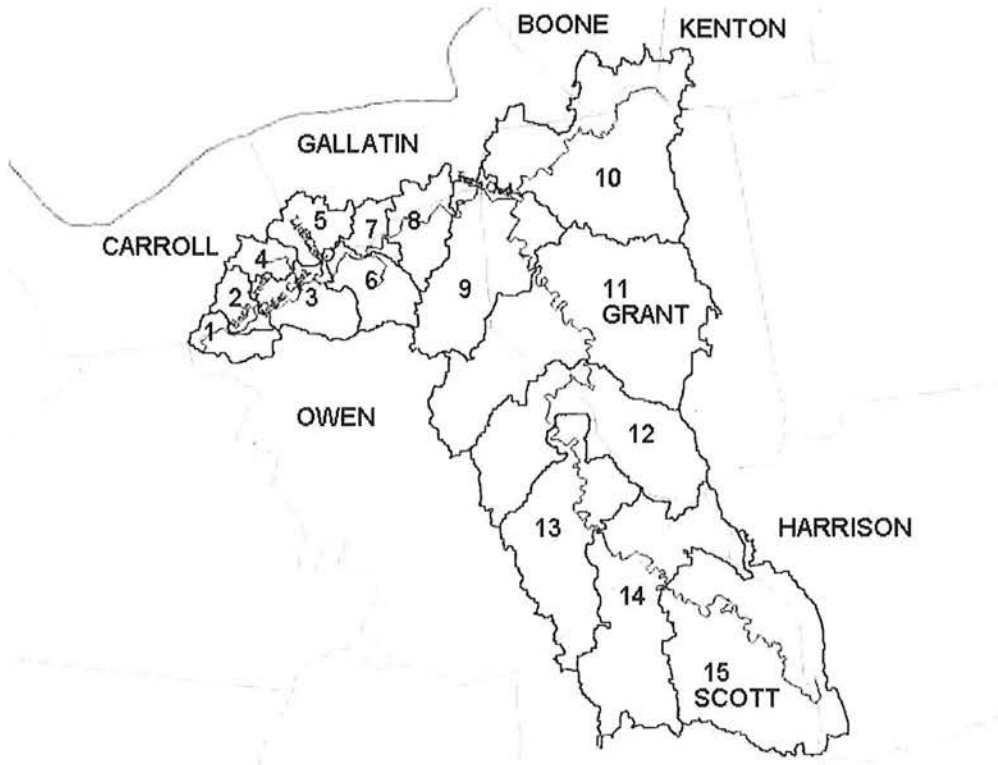 BOONE
KENTON
GALLATIN
10
5
7
8
CARROLL
4
9
6
11
GRANT
2
3
1
OWEN
12
13
HARRISON
14
15
SCOTT